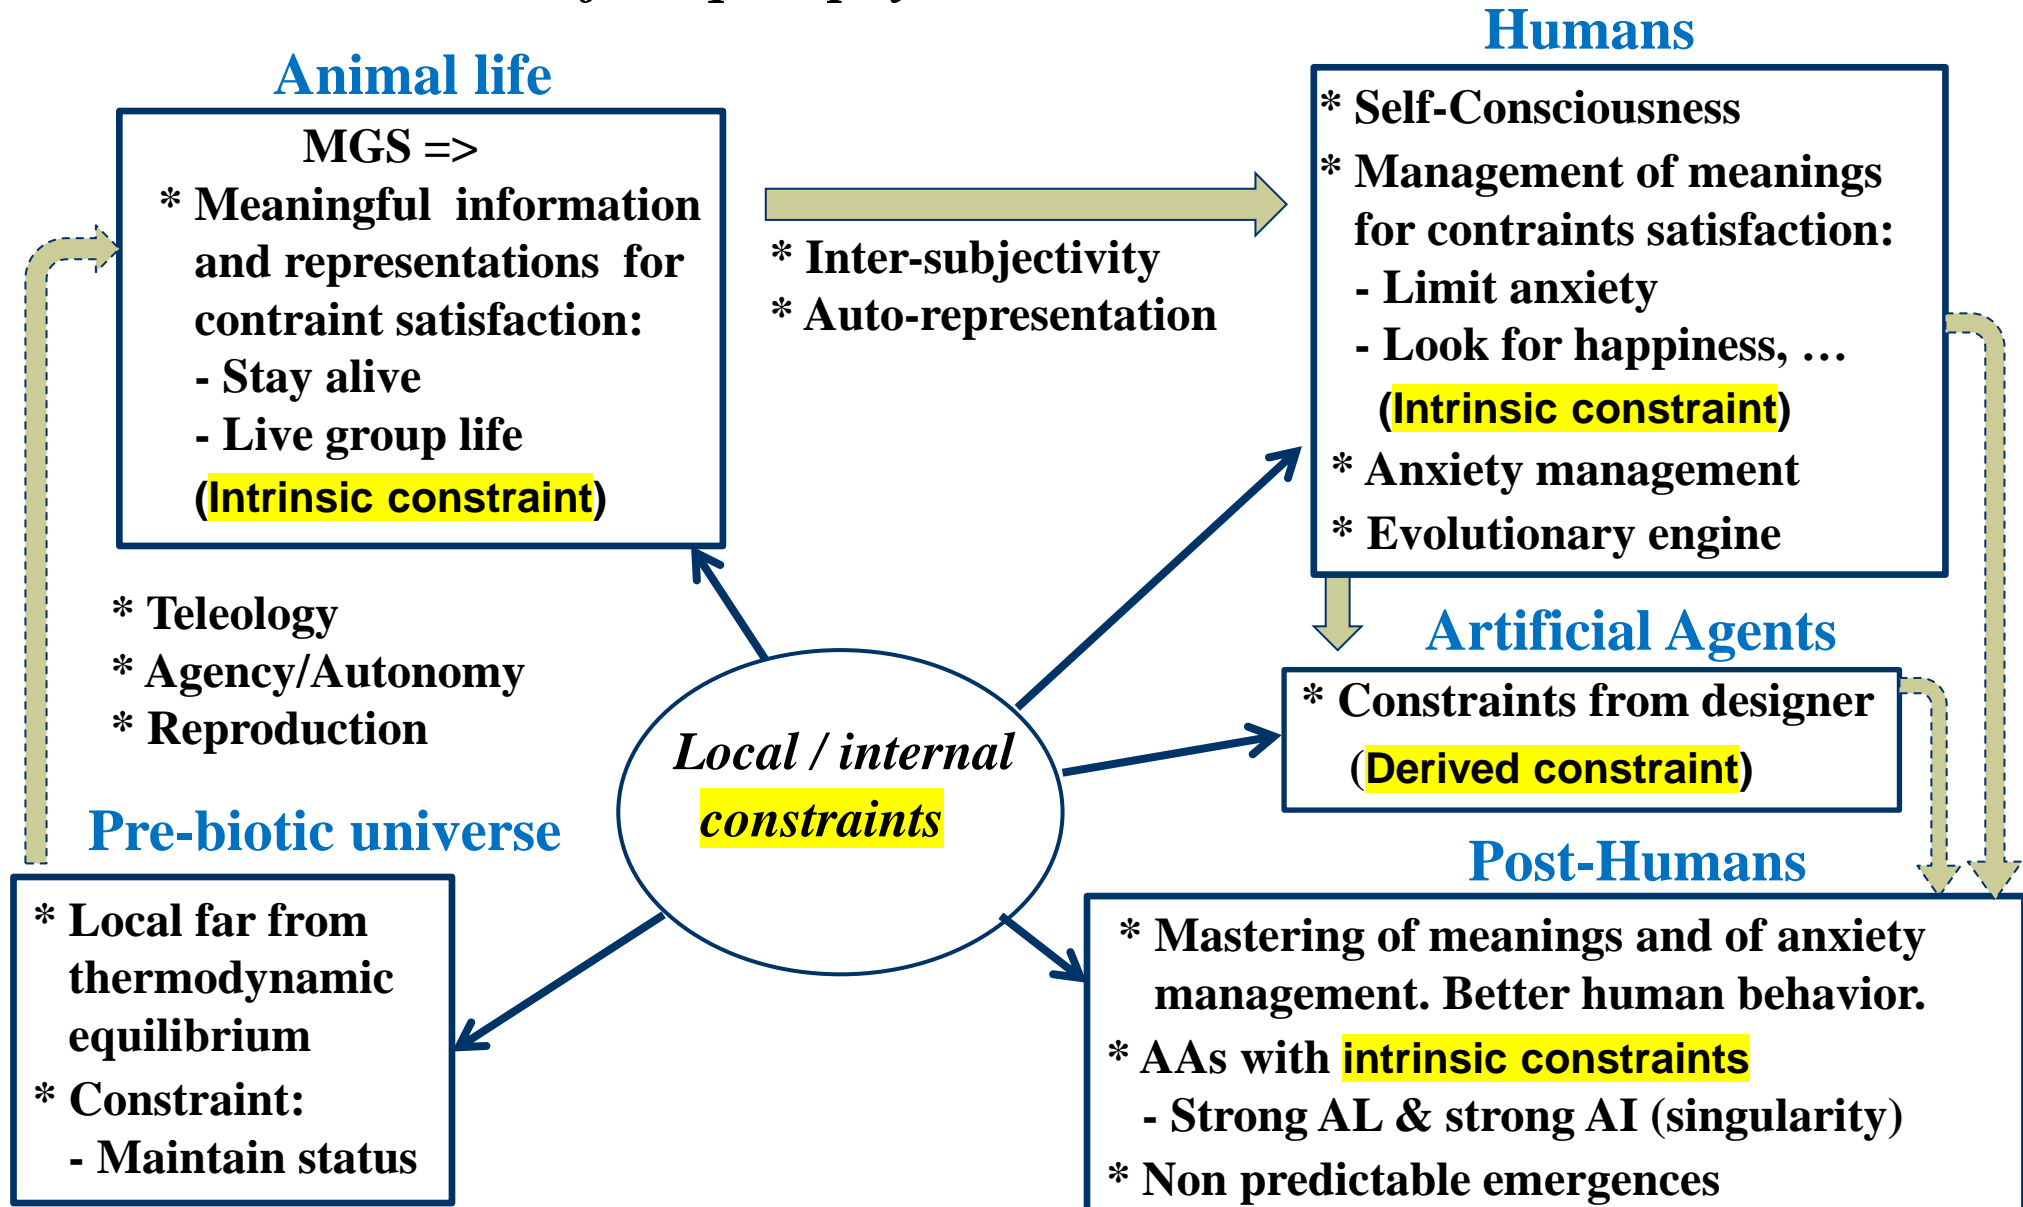 Humans
Animal life
MGS =>
* Meaningful information
and representations for
contraint satisfaction:
- Stay alive
- Live group life
(Intrinsic constraint)
* Inter-subjectivity
* Auto-representation
* Self-Consciousness
* Management of meanings
for contraints satisfaction:
- Limit anxiety
- Look for happiness, …
(Intrinsic constraint)
* Anxiety management
* Evolutionary engine
* Teleology
* Agency/Autonomy
* Reproduction
Local / internal
constraints
Artificial Agents
* Constraints from designer
(Derived constraint)
Pre-biotic universe
* Local far from
thermodynamic
equilibrium
* Constraint:
- Maintain status
Post-Humans
* Mastering of meanings and of anxiety
management. Better human behavior.
* AAs with intrinsic constraints
- Strong AL & strong AI (singularity)
* Non predictable emergences